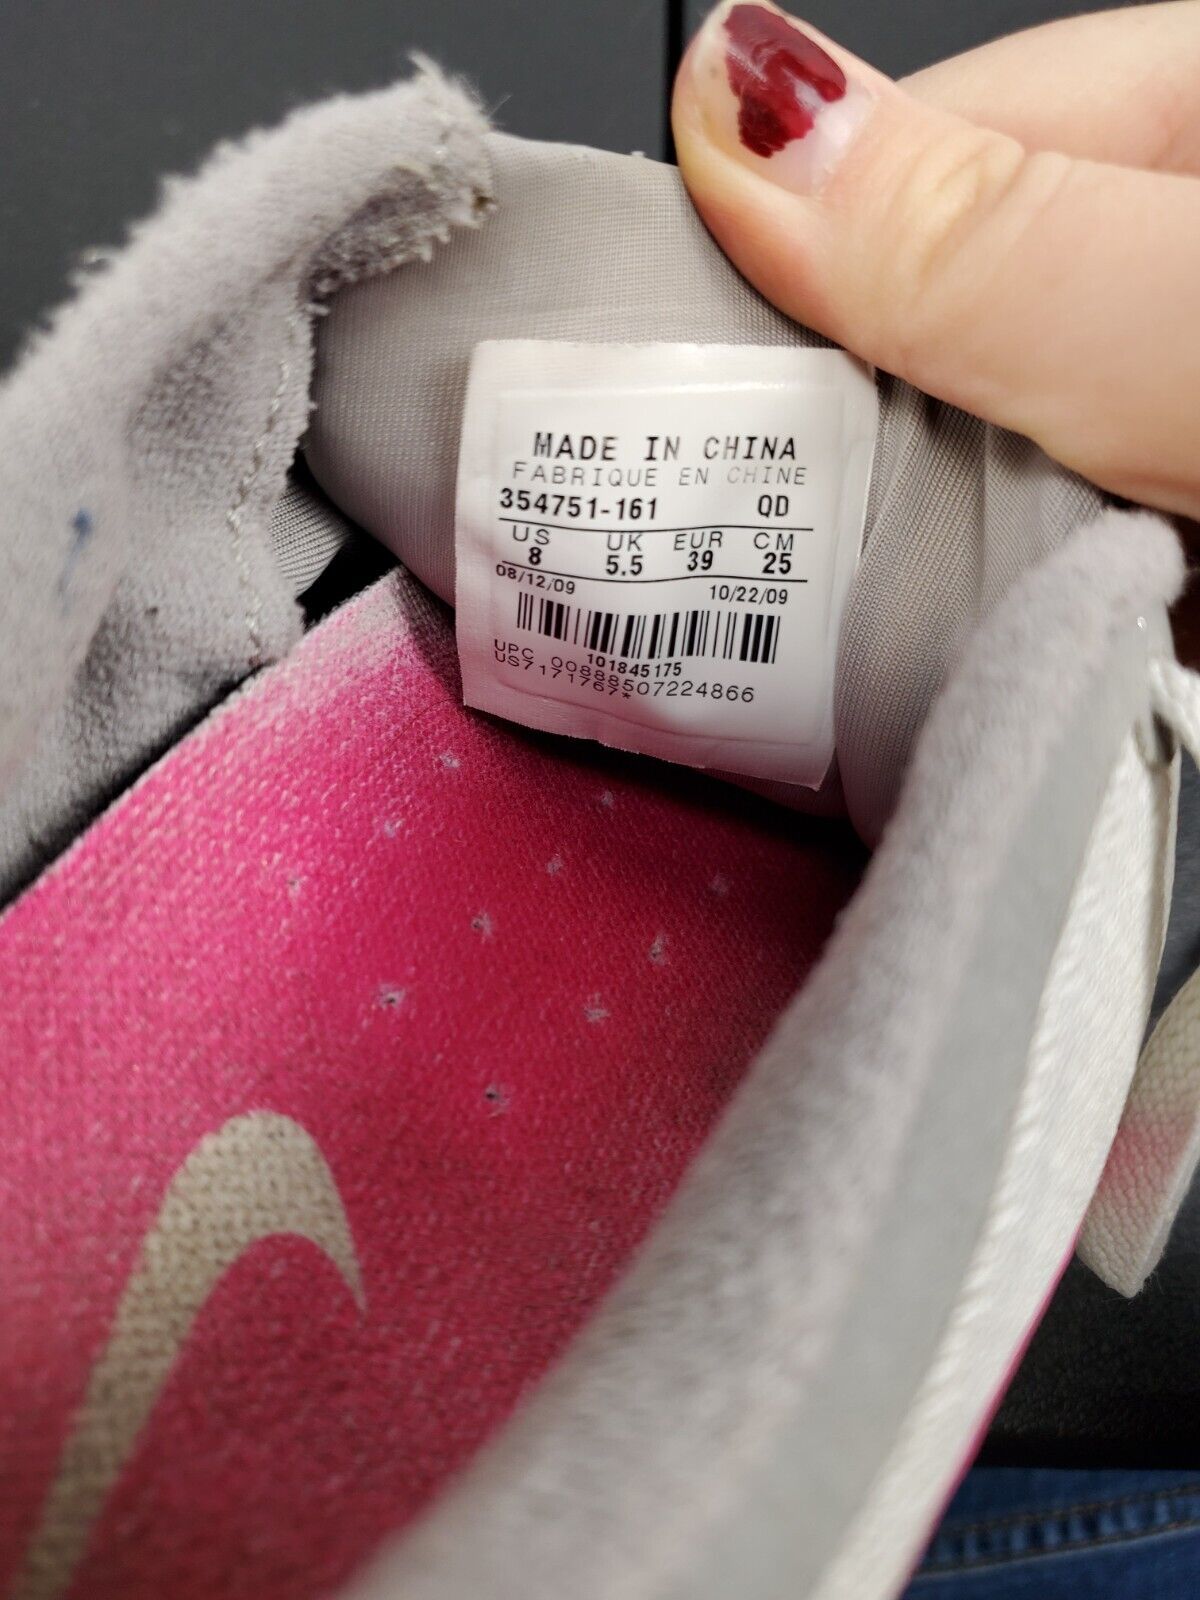 MADE IN CHINA
FABRIQUE EN CHINE
354751-161 QD
US UK EUR CM
8 5.5 39 25
08/12/09 10/22/09
101845175
UPC 00888507224866
US7171767*